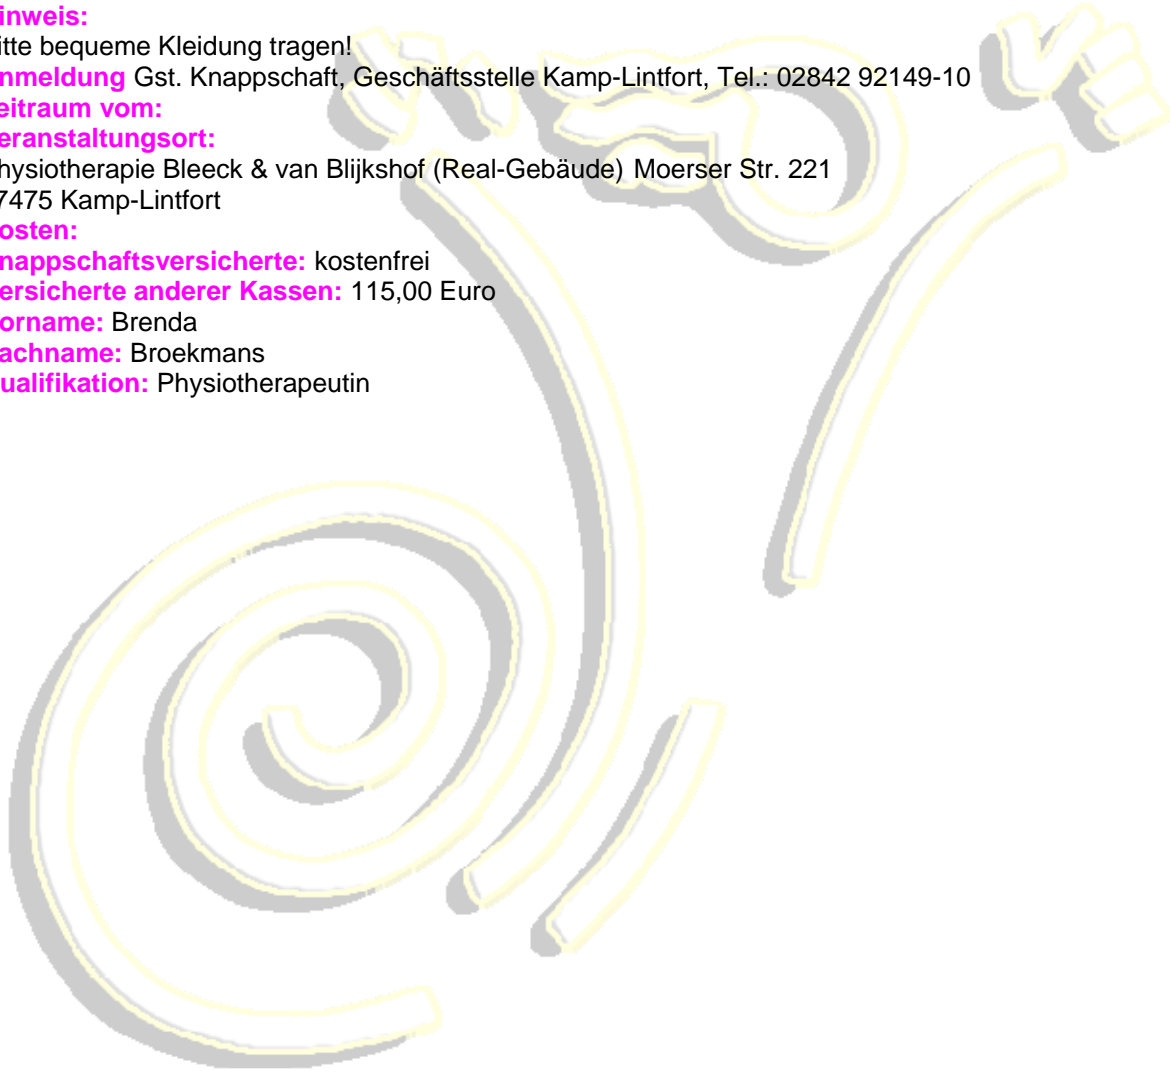 inweis:
itte bequeme Kleidung tragen!
nmeldung Gst. Knappschaft, Geschäftsstelle Kamp-Lintfort, Tel.: 02842 92149-10
eitraum vom:
eranstaltungsort:
hysiotherapie Bleeck & van Blijkshof (Real-Gebäude) Moerser Str. 221
7475 Kamp-Lintfort
osten:
nappschaftsversicherte: kostenfrei
ersicherte anderer Kassen: 115,00 Euro
orname: Brenda
achname: Broekmans
ualifikation: Physiotherapeutin